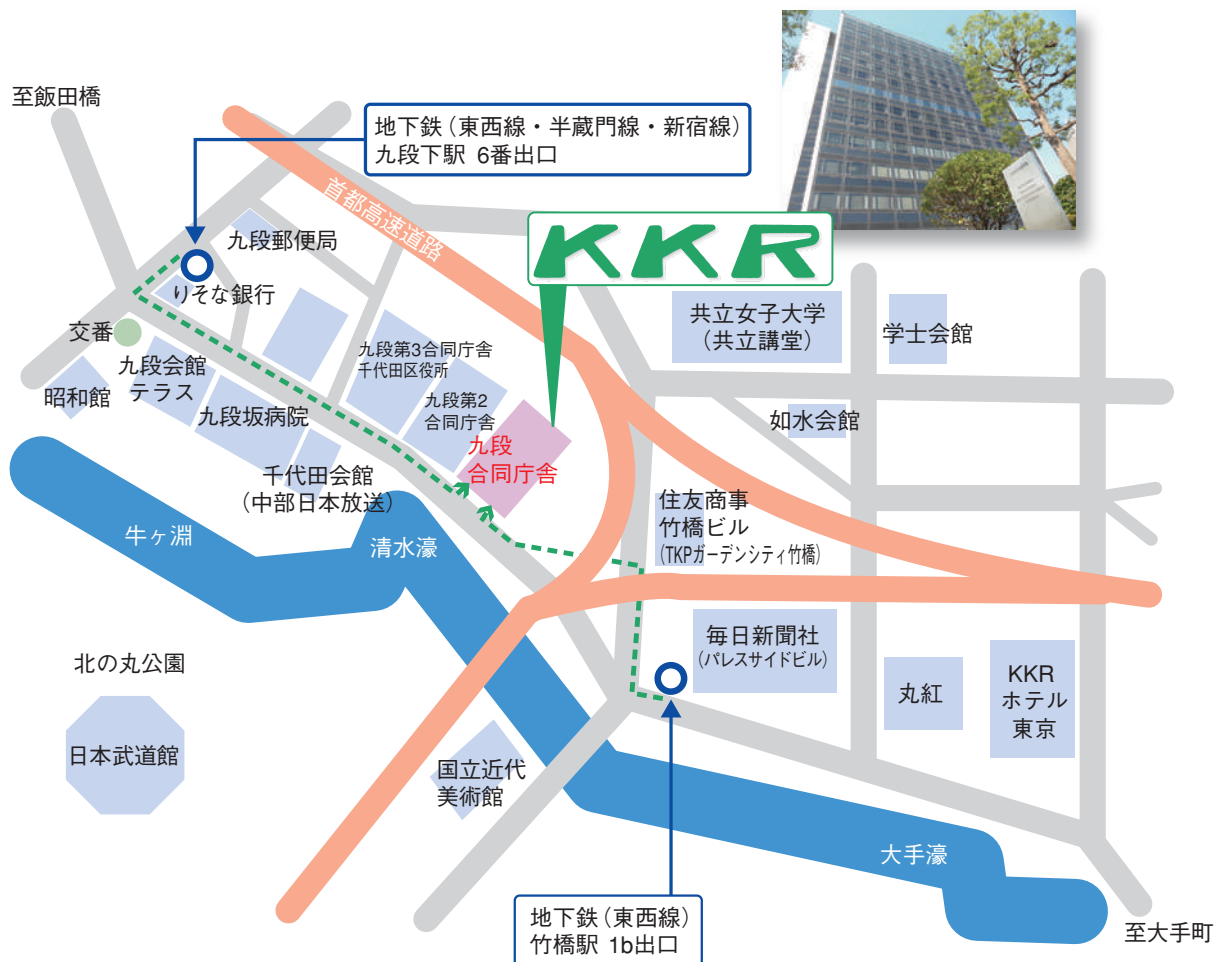 至飯田橋
地下鉄（東西線・半蔵門線・新宿線）
九段下駅 6番出口
首都高速道路
九段郵便局
KKR
りそな銀行
共立女子大学
（共立講堂）
学士会館
交番
九段会館
テラス
九段第3合同庁舎
千代田区役所
昭和館
九段坂病院
九段第2
合同庁舎
如水会館
九段
合同庁舎
千代田会館
（中部日本放送）
住友商事
竹橋ビル
（TKPガーデンシティ竹橋）
牛ヶ淵
清水濠
毎日新聞社
（パレスサイドビル）
北の丸公園
丸紅
KKR
ホテル
東京
日本武道館
国立近代
美術館
大手濠
地下鉄（東西線）
竹橋駅 1b出口
至大手町